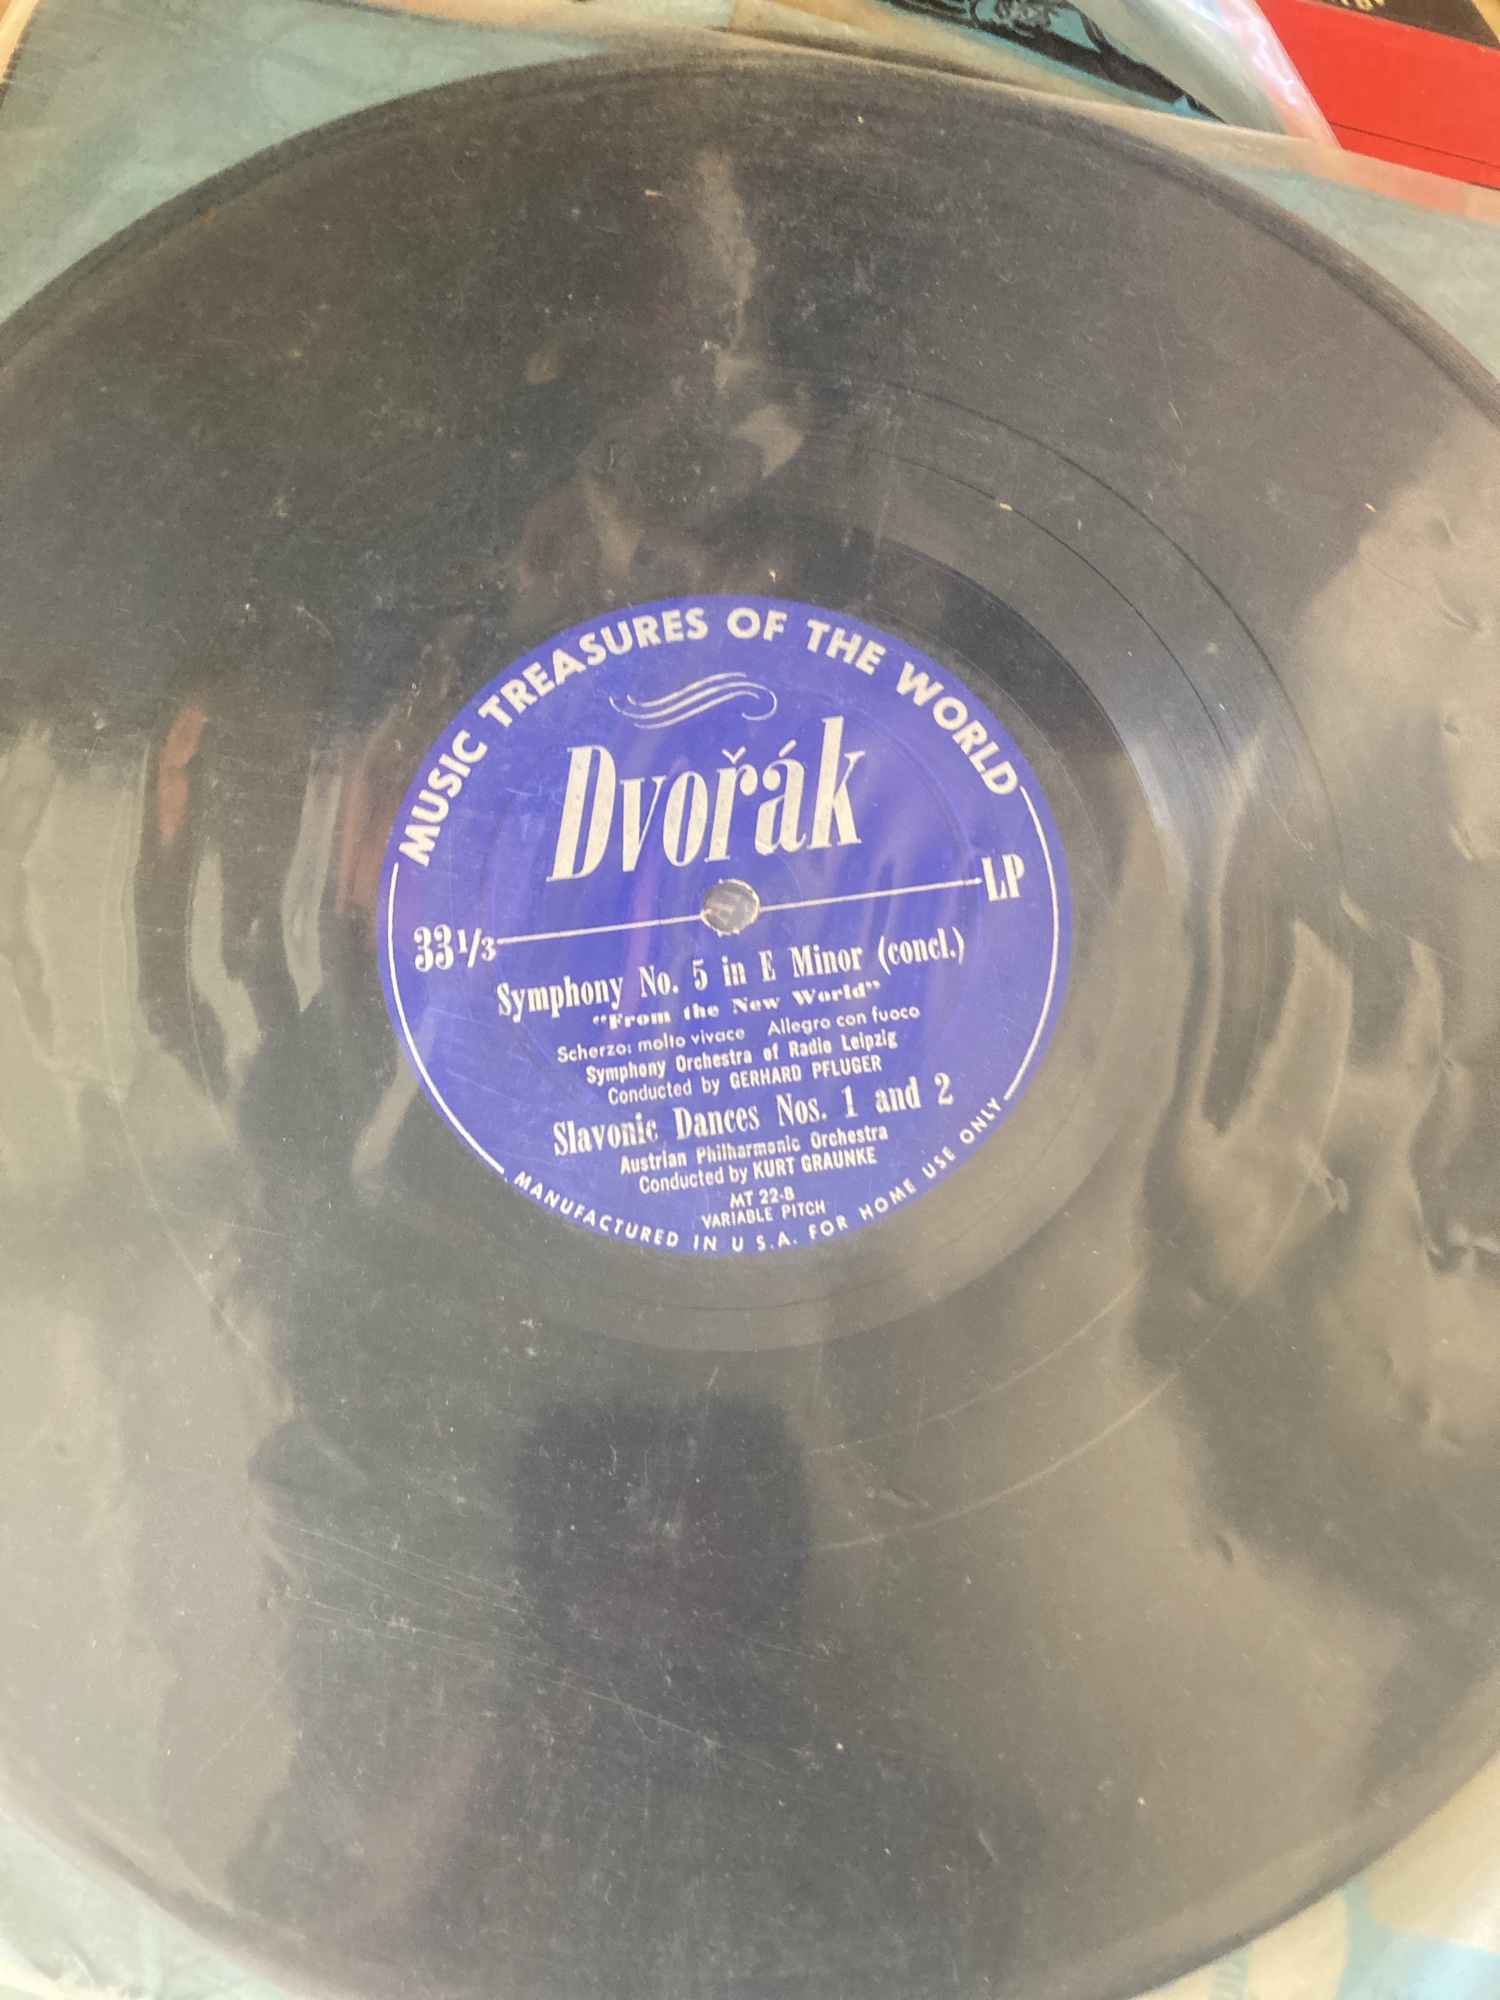 MUSIC TREASURES OF THE WORLD
Dvořák
33 1/3 LP
Symphony No. 5 in E Minor (concl.)
"From the New World"
Scherzo: molto vivace Allegro con fuoco
Symphony Orchestra of Radio Leipzig
Conducted by GERHARD PFLUGER
Slavonic Dances Nos. 1 and 2
Austrian Philharmonic Orchestra
Conducted by KURT GRAUNKE
MT 22-B
VARIABLE PITCH
MANUFACTURED IN U S.A. FOR HOME USE ONLY